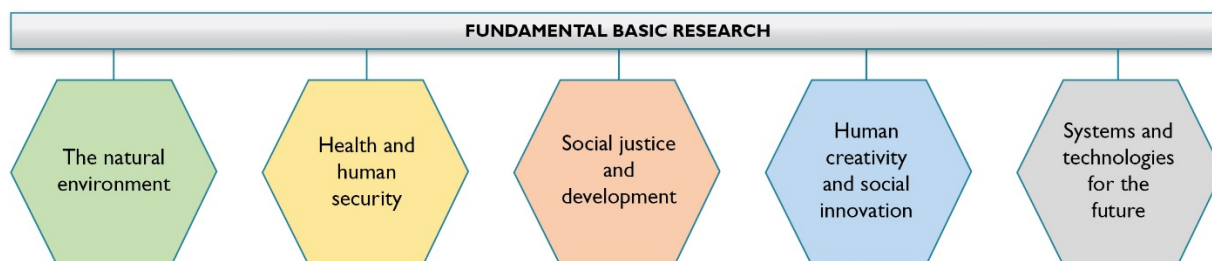 FUNDAMENTAL BASIC RESEARCH
The natural
environment
Health and
human
security
Social justice
and
development
Human
creativity
and social
innovation
Systems and
technologies
for the
future